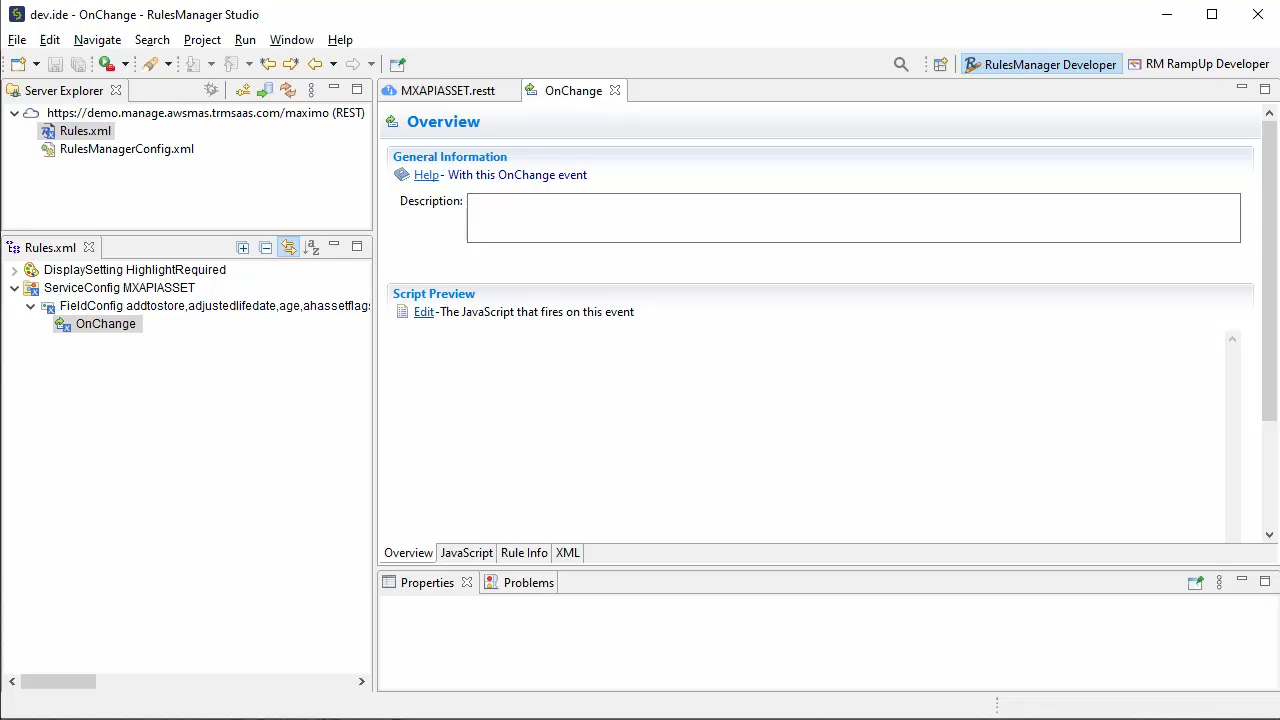 dev.ide - OnChange - RulesManager Studio
File Edit Navigate Search Project Run Window Help
RulesManager Developer RM RampUp Developer
Server Explorer
https://demo.manage.awsmas.trmsaas.com/maximo (REST)
Rules.xml
RulesManagerConfig.xml
Rules.xml
DisplaySetting HighlightRequired
ServiceConfig MXAPIASSET
FieldConfig addtostore,adjustedlifedate,age,ahassetflags
OnChange
MXAPIASSET.restt OnChange
Overview
General Information
Help - With this OnChange event
Description:
Script Preview
Edit -The JavaScript that fires on this event
Overview JavaScript Rule Info XML
Properties Problems